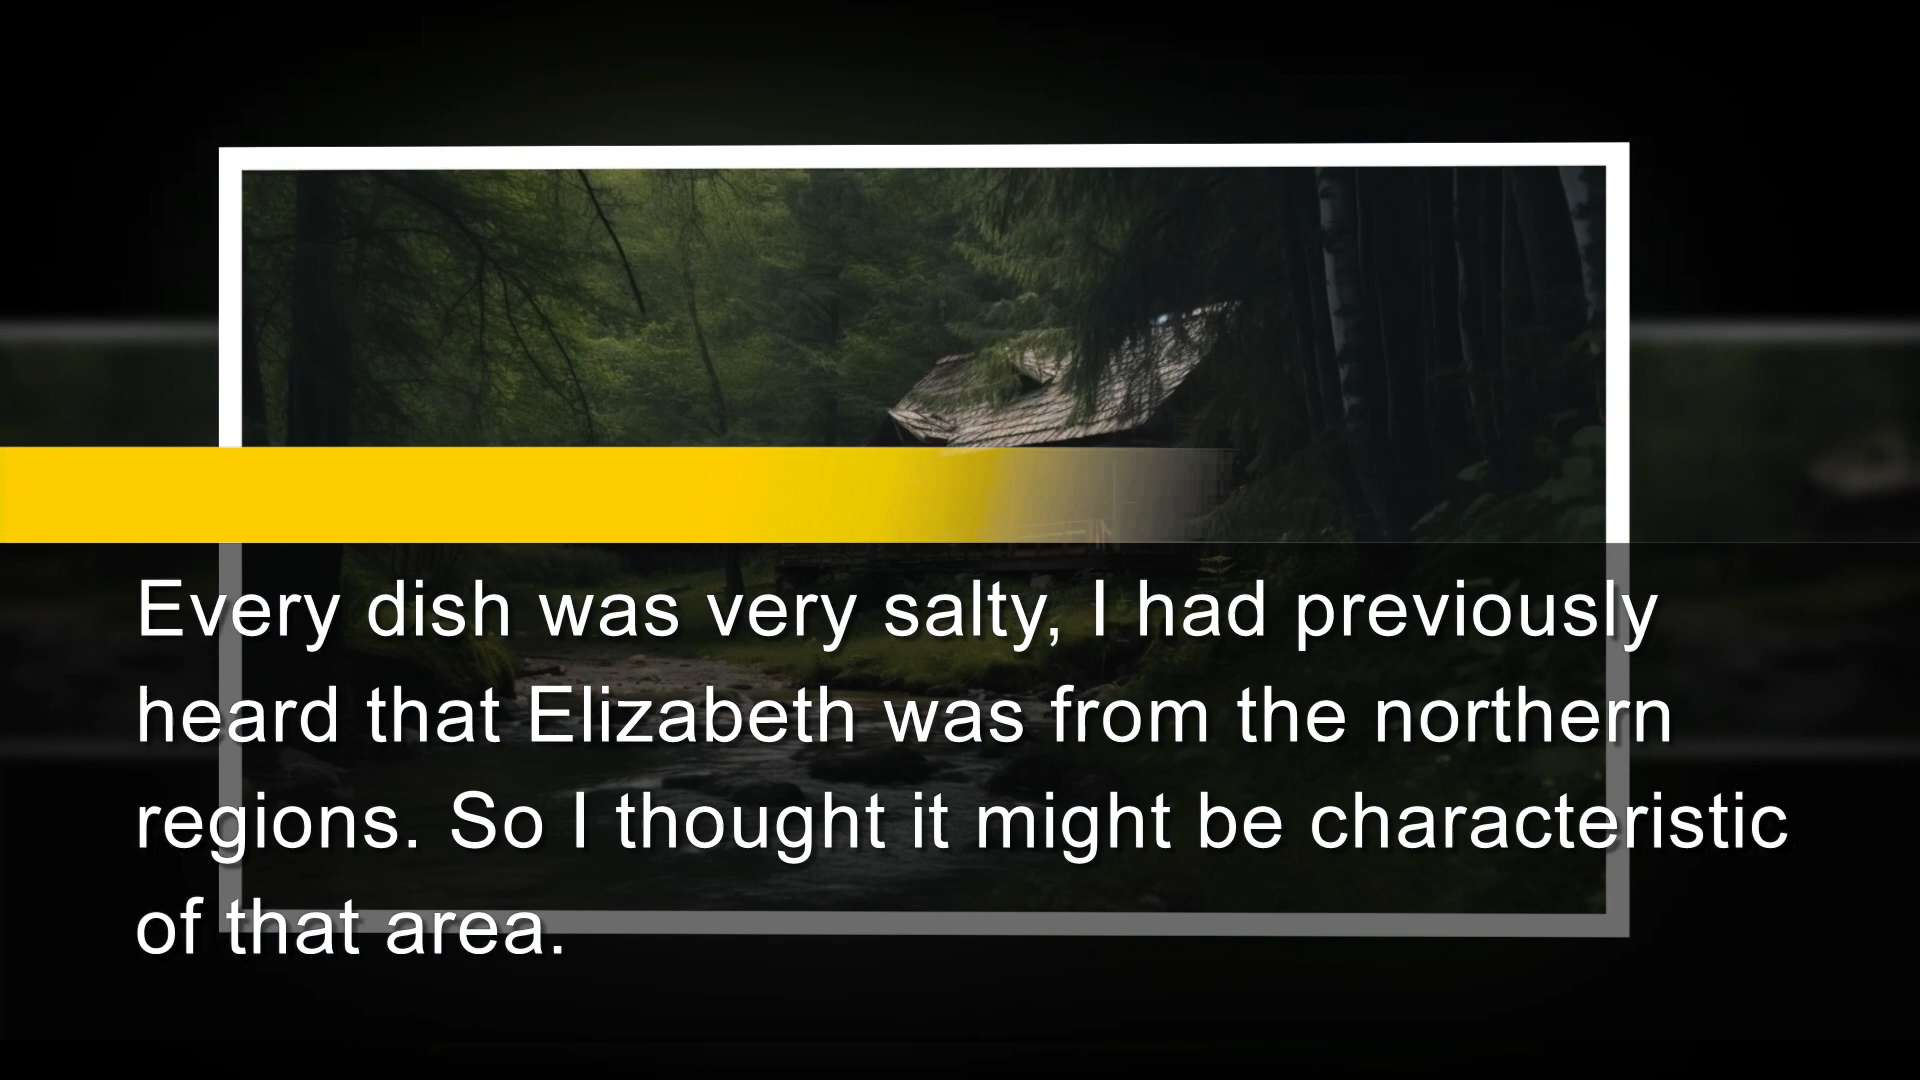 Every dish was very salty, I had previously
heard that Elizabeth was from the northern
regions. So I thought it might be characteristic
of that area.